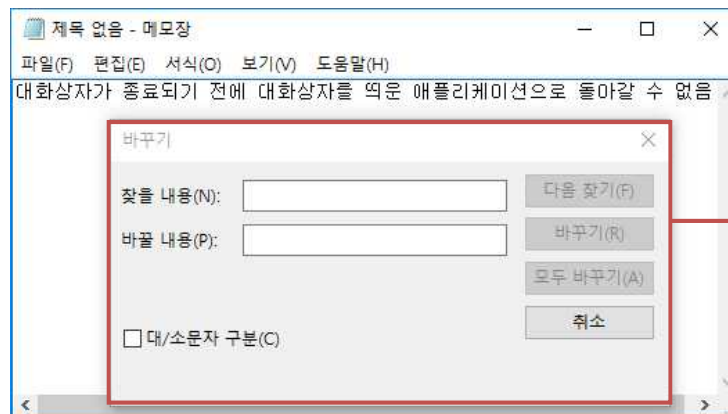 제목 없음 - 메모장
파일(F) 편집(E) 서식(O) 보기(V) 도움말(H)
대화상자가 종료되기 전에 대화상자를 띄운 애플리케이션으로 돌아갈 수 없음
바꾸기
찾을 내용(N): 다음 찾기(F)
바꿀 내용(P): 바꾸기(R)
모두 바꾸기(A)
취소
대/소문자 구분(C)